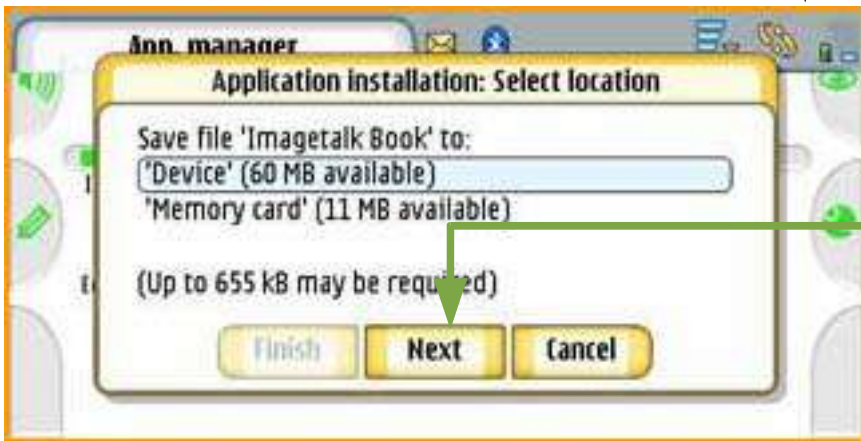 App. manager
Application installation: Select location
Save file 'Imagetalk Book' to:
'Device' (60 MB available)
'Memory card' (11 MB available)
(Up to 655 kB may be required)
Finish
Next
Cancel